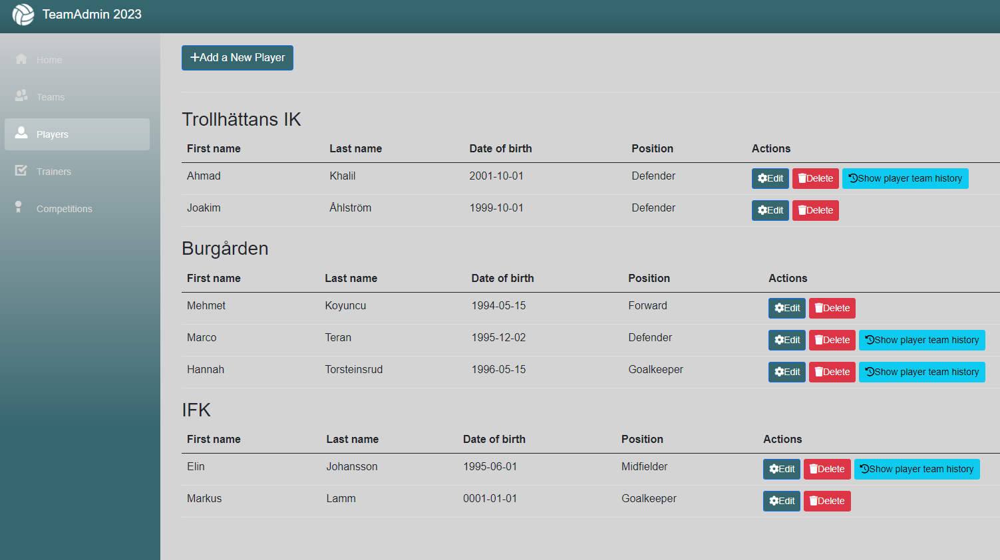 TeamAdmin 2023
Home
Teams
Players
Trainers
Competitions
Add a New Player
Trollhättans IK
First name Last name Date of birth Position Actions
Ahmad Khalil 2001-10-01 Defender Edit Delete Show player team history
Joakim Åhlström 1999-10-01 Defender Edit Delete
Burgården
First name Last name Date of birth Position Actions
Mehmet Koyuncu 1994-05-15 Forward Edit Delete
Marco Teran 1995-12-02 Defender Edit Delete Show player team history
Hannah Torsteinsrud 1996-05-15 Goalkeeper Edit Delete Show player team history
IFK
First name Last name Date of birth Position Actions
Elin Johansson 1995-06-01 Midfielder Edit Delete Show player team history
Markus Lamm 0001-01-01 Goalkeeper Edit Delete